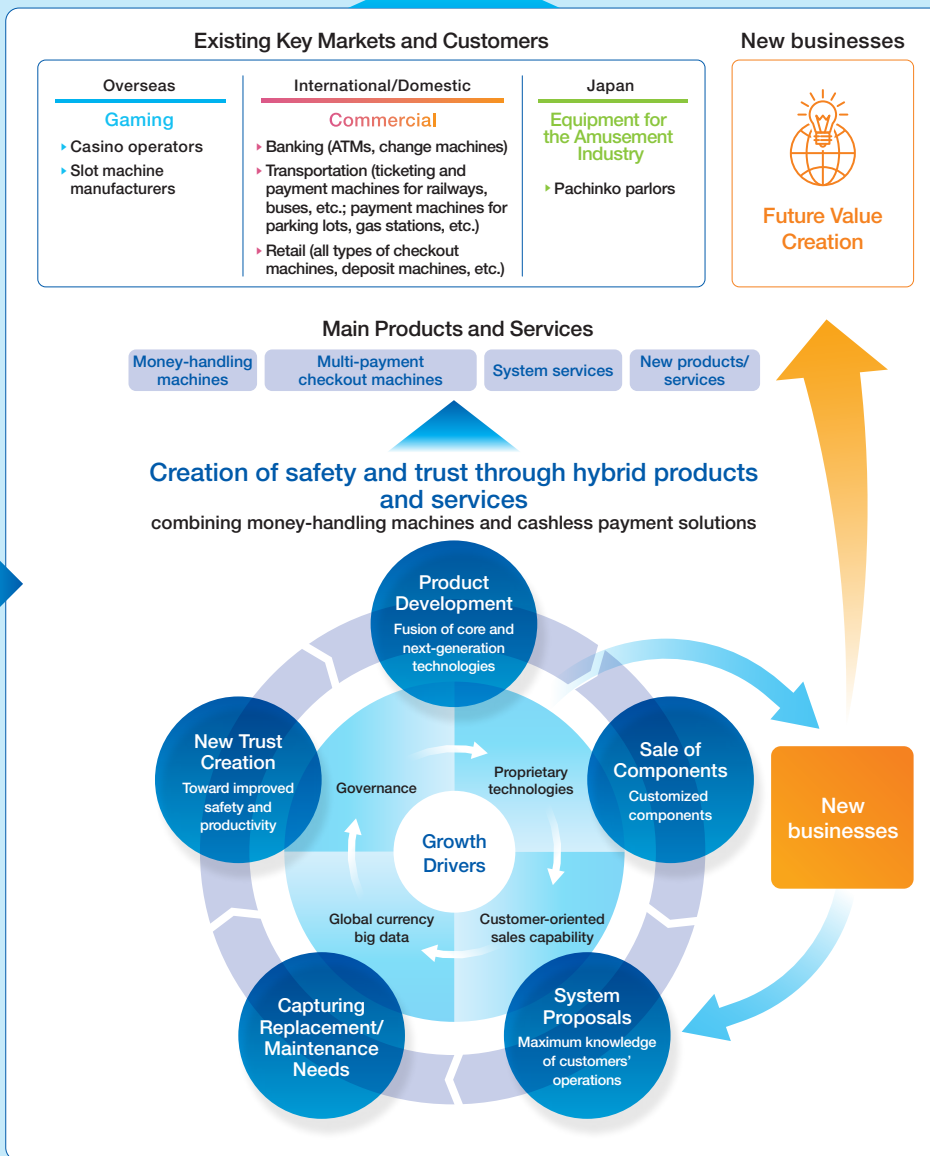 Existing Key Markets and Customers
Overseas
Gaming
Casino operators
Slot machine
manufacturers
International/Domestic
Commercial
Banking (ATMs, change machines)
Transportation (ticketing and
payment machines for railways,
buses, etc.; payment machines for
parking lots, gas stations, etc.)
Retail (all types of checkout
machines, deposit machines, etc.)
Japan
Equipment for
the Amusement
Industry
Pachinko parlors
New businesses
Future Value
Creation
Main Products and Services
Money-handling
machines
Multi-payment
checkout machines
System services
New products/
services
Creation of safety and trust through hybrid products
and services
combining money-handling machines and cashless payment solutions
Product
Development
Fusion of core and
next-generation
technologies
New Trust
Creation
Toward improved
safety and
productivity
Sale of
Components
Customized
components
New
businesses
Governance
Proprietary
technologies
Growth
Drivers
Global currency
big data
Customer-oriented
sales capability
Capturing
Replacement/
Maintenance
Needs
System
Proposals
Maximum knowledge
of customers'
operations